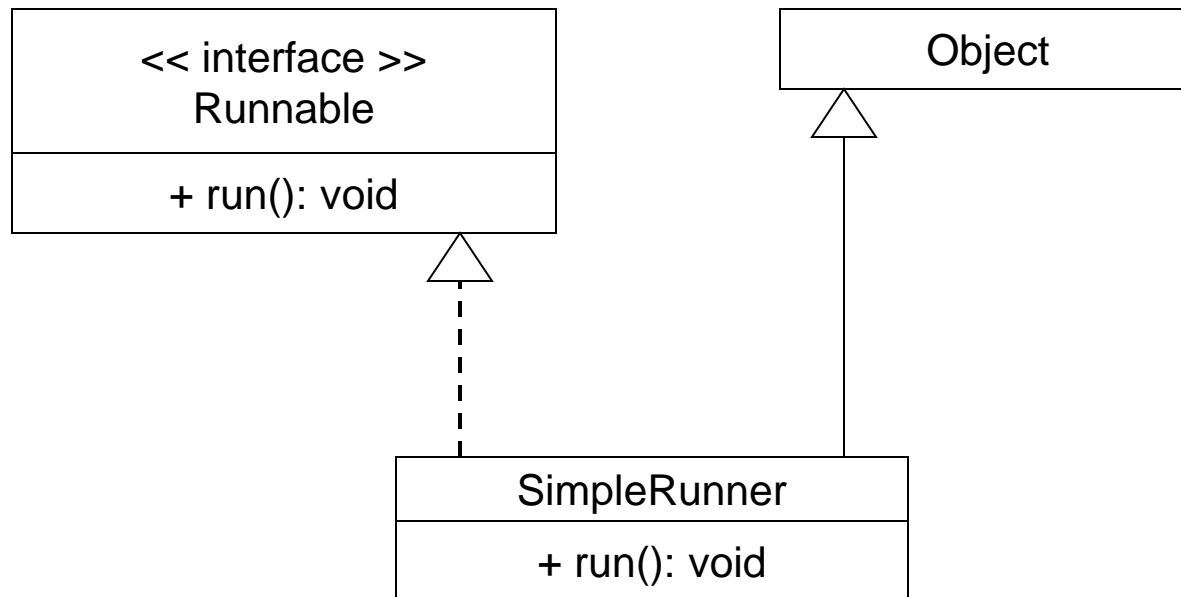 << interface >>
Runnable
+ run(): void
Object
SimpleRunner
+ run(): void